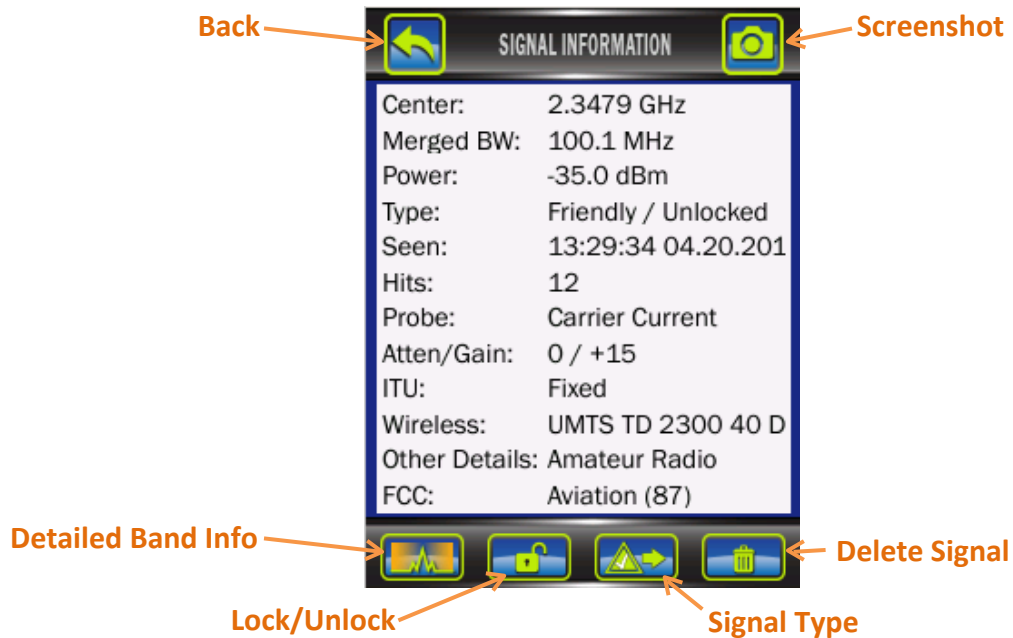 Back
SIGNAL INFORMATION
Screenshot
Center: 2.3479 GHz
Merged BW: 100.1 MHz
Power: -35.0 dBm
Type: Friendly / Unlocked
Seen: 13:29:34 04.20.201
Hits: 12
Probe: Carrier Current
Atten/Gain: 0 / +15
ITU: Fixed
Wireless: UMTS TD 2300 40 D
Other Details: Amateur Radio
FCC: Aviation (87)
Detailed Band Info
Delete Signal
Lock/Unlock
Signal Type